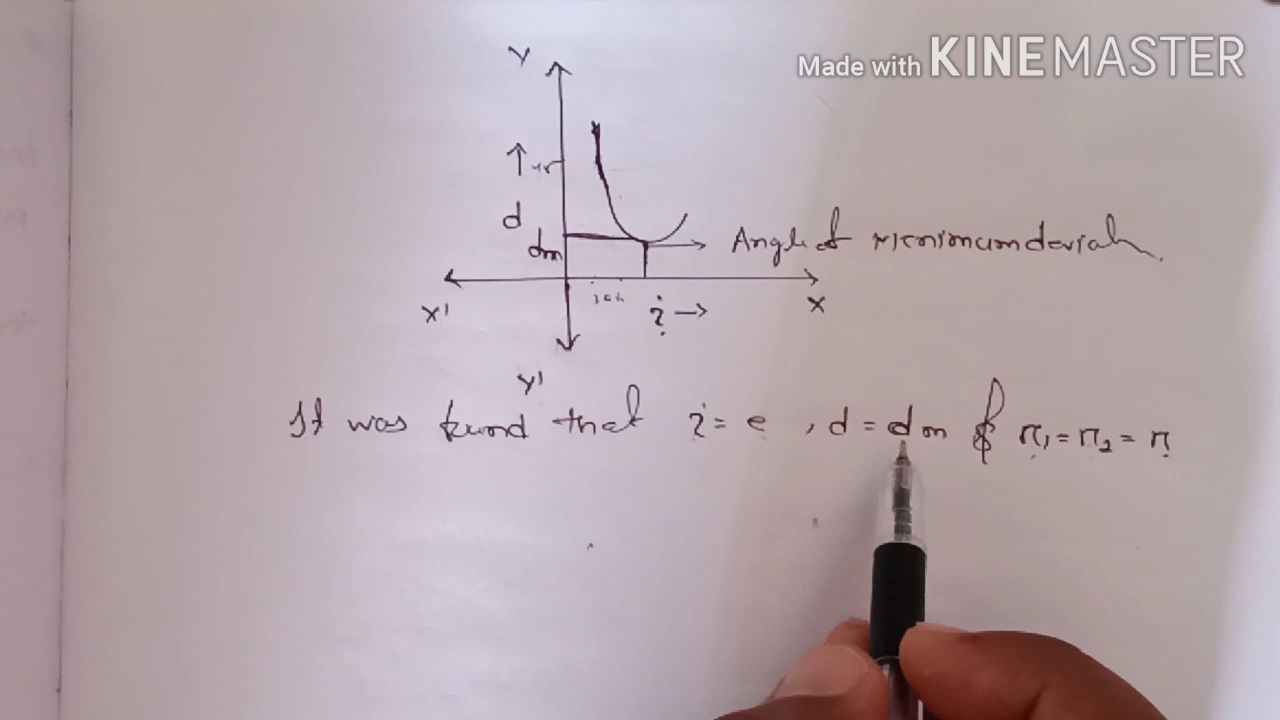 Made with KINEMASTER
Y
↑
d
dm
Angle of Minimum deviation
X'
i →
X
Y'
It was found that i = e , d = dm & r₁ = r₂ = r